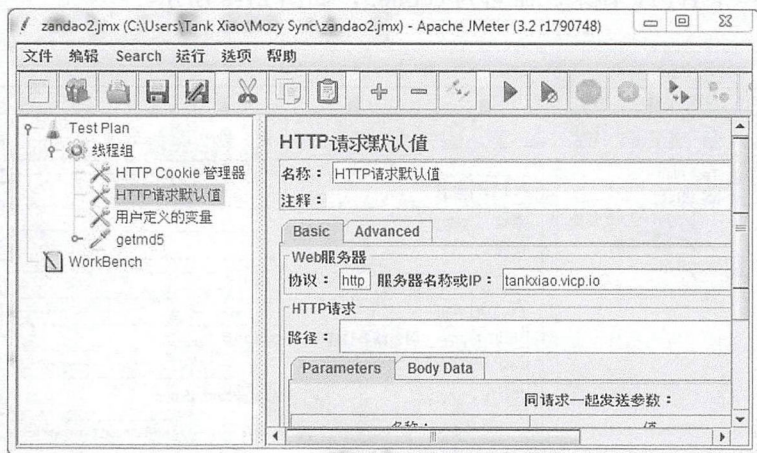 zandao2.jmx (C:\Users\Tank Xiao\Mozy Sync\zandao2.jmx) - Apache JMeter (3.2 r1790748)
文件 编辑 Search 运行 选项 帮助
Test Plan
线程组
HTTP Cookie 管理器
HTTP请求默认值
用户定义的变量
getmd5
WorkBench
HTTP请求默认值
名称: HTTP请求默认值
注释:
Basic Advanced
Web服务器
协议: http 服务器名称或IP: tankxiao.vicp.io
HTTP请求
路径:
Parameters Body Data
同请求一起发送参数:
名称: 值